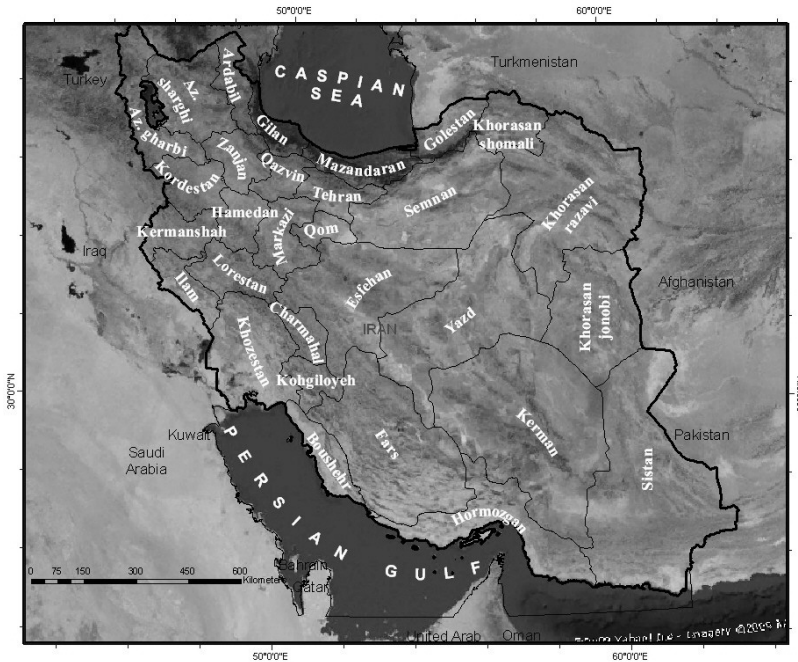 50°0'0"E
60°0'0"E
Turkey
Turkmenistan
CASPIAN
SEA
Ardabil
Az.
sharghi
Gilan
Golestan
Khorasan
shomali
Az. gharbi
Zanjan
Qazvin
Mazandaran
Kordestan
Tehran
Semnan
Khorasan
razavi
Hamedan
Markazi
Qom
Kermanshah
Iraq
Lorestan
Ilam
Esfehan
Afghanistan
Charmahal
IRAN
Yazd
Khorasan
jonobi
Khozestan
Kohgiloyeh
30°0'0"N
Kuwait
Saudi
Arabia
PERSIAN GULF
Boushehr
Fars
Kerman
Pakistan
Sistan
Hormozgan
0 75 150 300 450 600
Kilometers
Bahrain
Qatar
United Arab
Oman
50°0'0"E
60°0'0"E